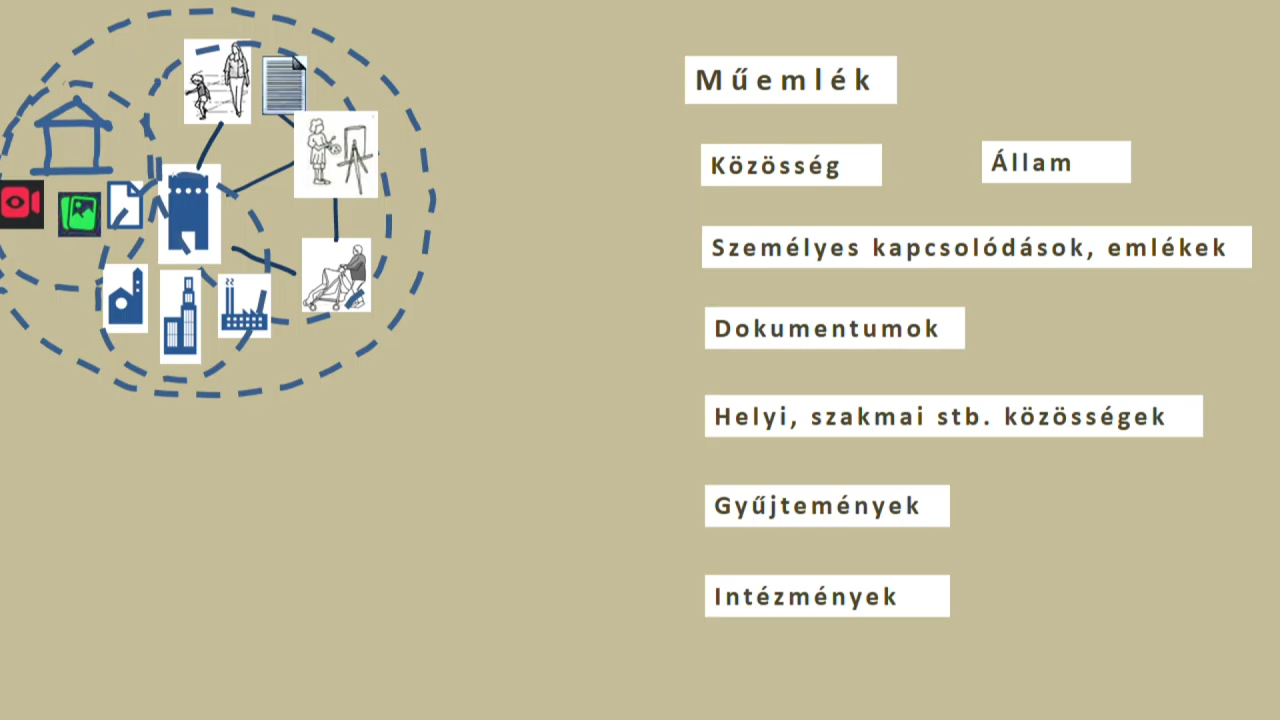 Műemlék
Közösség
Állam
Személyes kapcsolódások, emlékek
Dokumentumok
Helyi, szakmai stb. közösségek
Gyűjtemények
Intézmények